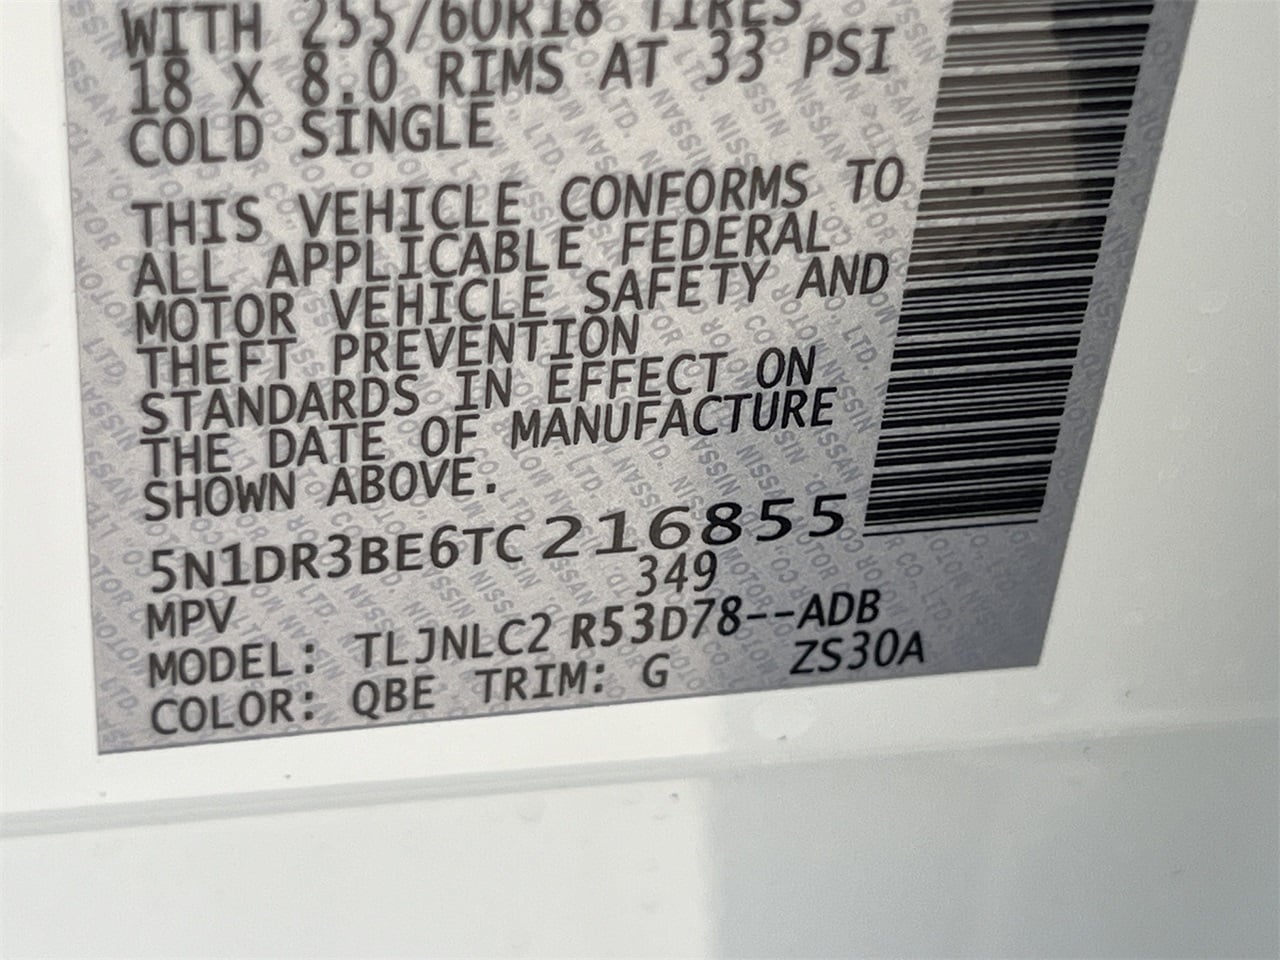 WITH 255/60R18 TIRES
18 X 8.0 RIMS AT 33 PSI
COLD SINGLE
THIS VEHICLE CONFORMS TO
ALL APPLICABLE FEDERAL
MOTOR VEHICLE SAFETY AND
THEFT PREVENTION
STANDARDS IN EFFECT ON
THE DATE OF MANUFACTURE
SHOWN ABOVE.
5N1DR3BE6TC216855
349
MPV
MODEL: TLJNLC2 R53D78--ADB
COLOR: QBE TRIM: G ZS30A